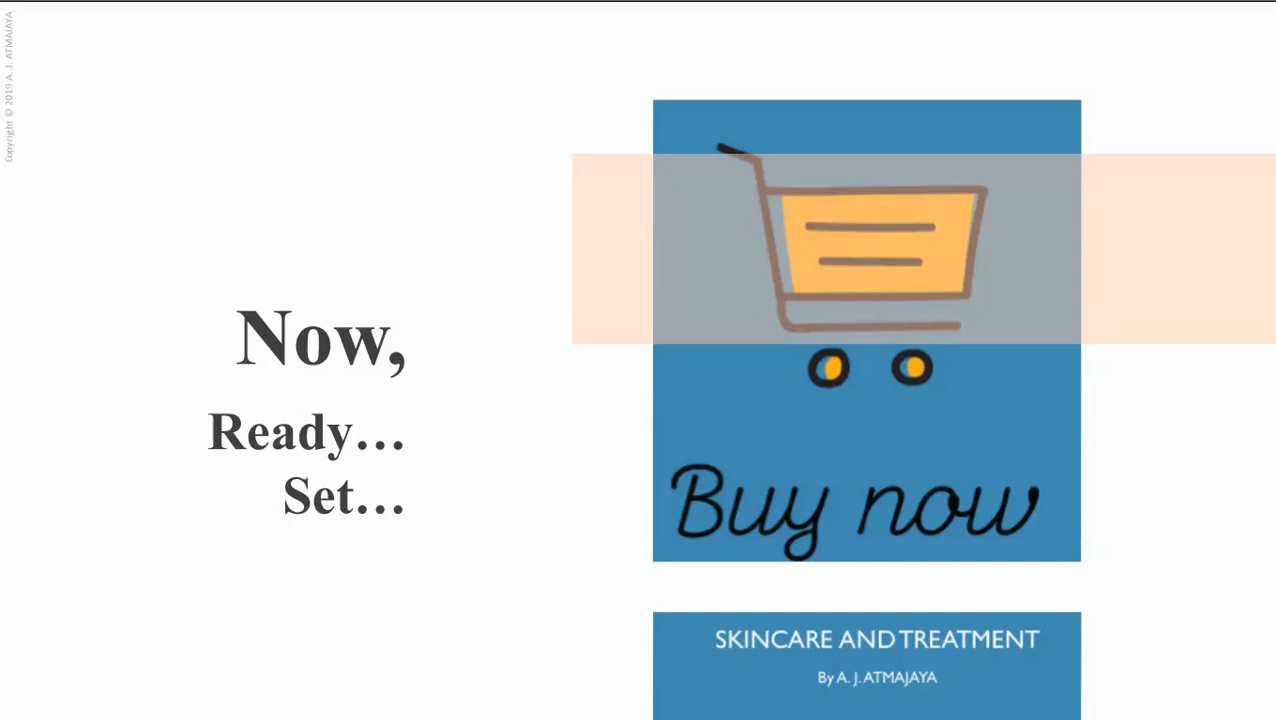 Copyright © 2019 A. J. ATMAJAYA
Now,
Ready…
Set…
Buy now
SKINCARE AND TREATMENT
By A. J. ATMAJAYA